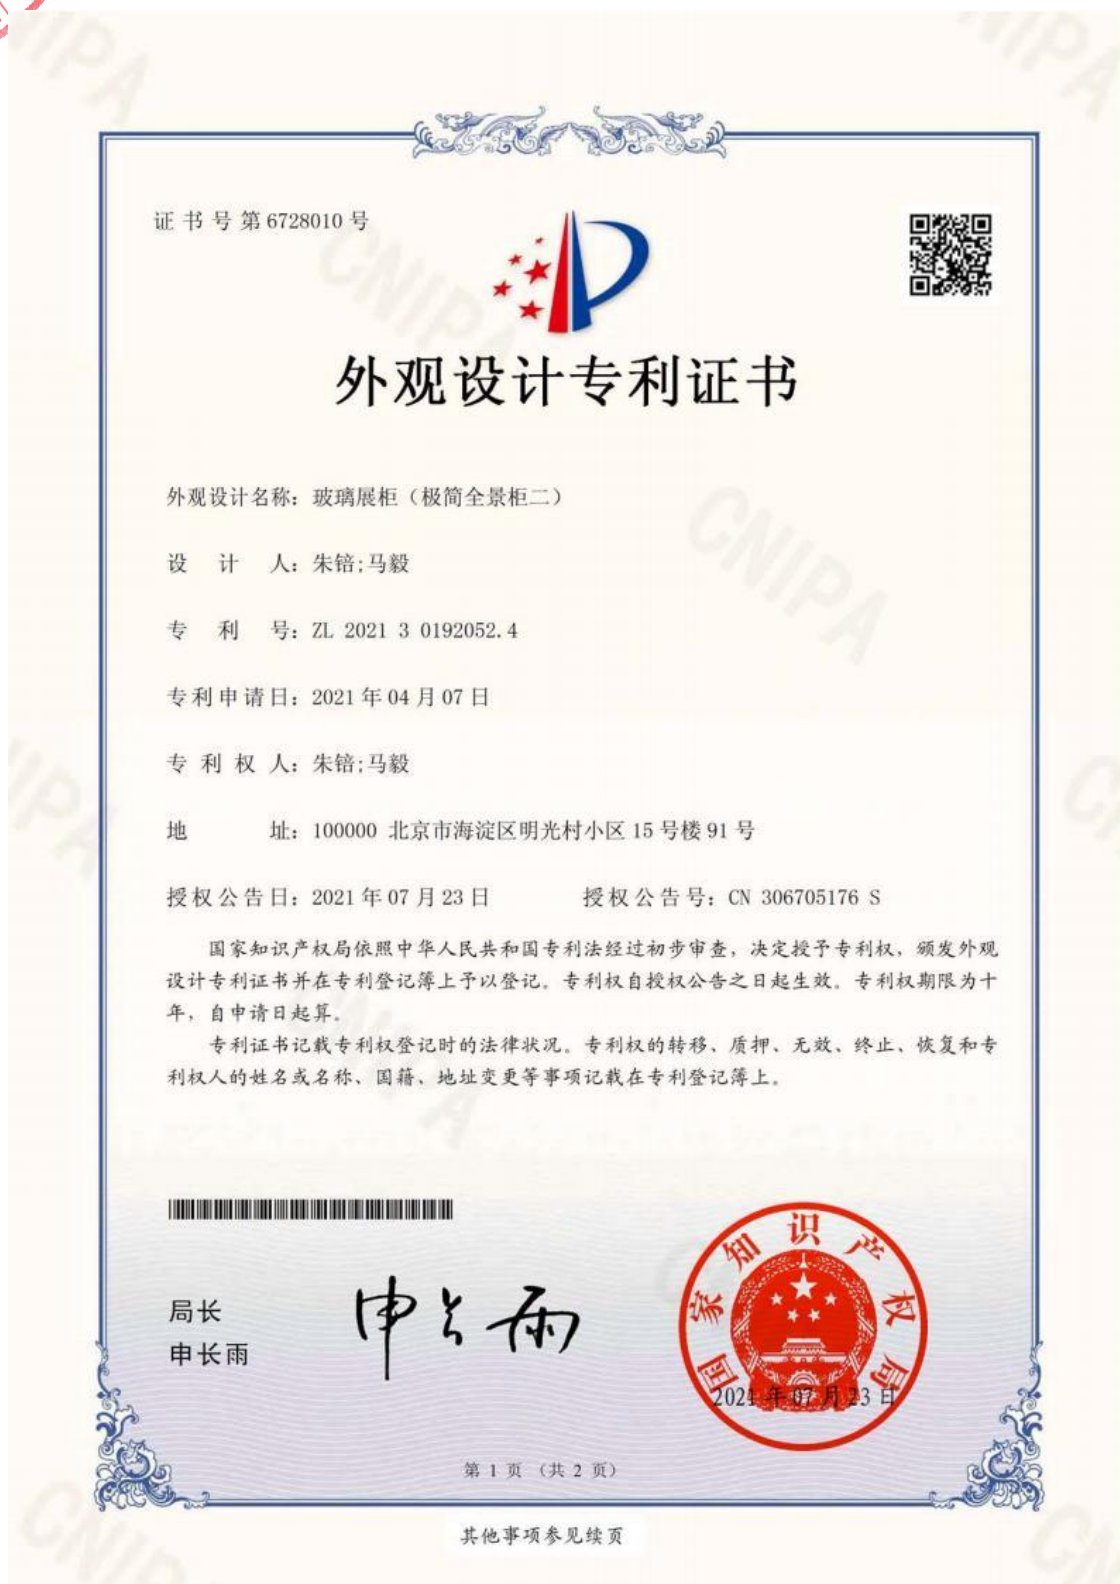 证书号第6728010号
外观设计专利证书
外观设计名称：玻璃展柜（极简全景柜二）
设计人：朱锫;马毅
专利号：ZL 2021 3 0192052.4
专利申请日：2021年04月07日
专利权人：朱锫;马毅
地址：100000 北京市海淀区明光村小区15号楼91号
授权公告日：2021年07月23日 授权公告号：CN 306705176 S
国家知识产权局依照中华人民共和国专利法经过初步审查，决定授予专利权，颁发外观
设计专利证书并在专利登记簿上予以登记。专利权自授权公告之日起生效。专利权期限为十
年，自申请日起算。
专利证书记载专利权登记时的法律状况。专利权的转移、质押、无效、终止、恢复和专
利权人的姓名或名称、国籍、地址变更等事项记载在专利登记簿上。
局长
申长雨
申长雨
国家知识产权局
2021年07月23日
第 1 页 （共 2 页）
其他事项参见续页
CNIPA
CNIPA
CNIPA
CNIPA